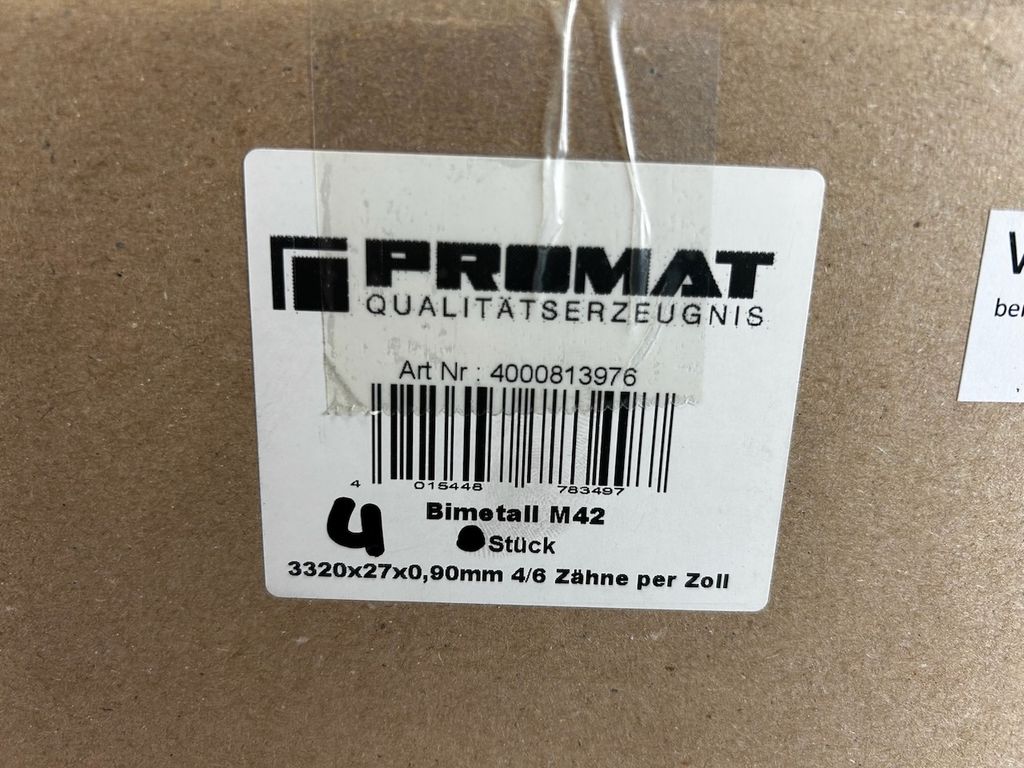 PROMAT
QUALITÄTSERZEUGNIS
Art Nr : 4000813976
4 015448 783497
Bimetall M42
4 Stück
3320x27x0,90mm 4/6 Zähne per Zoll